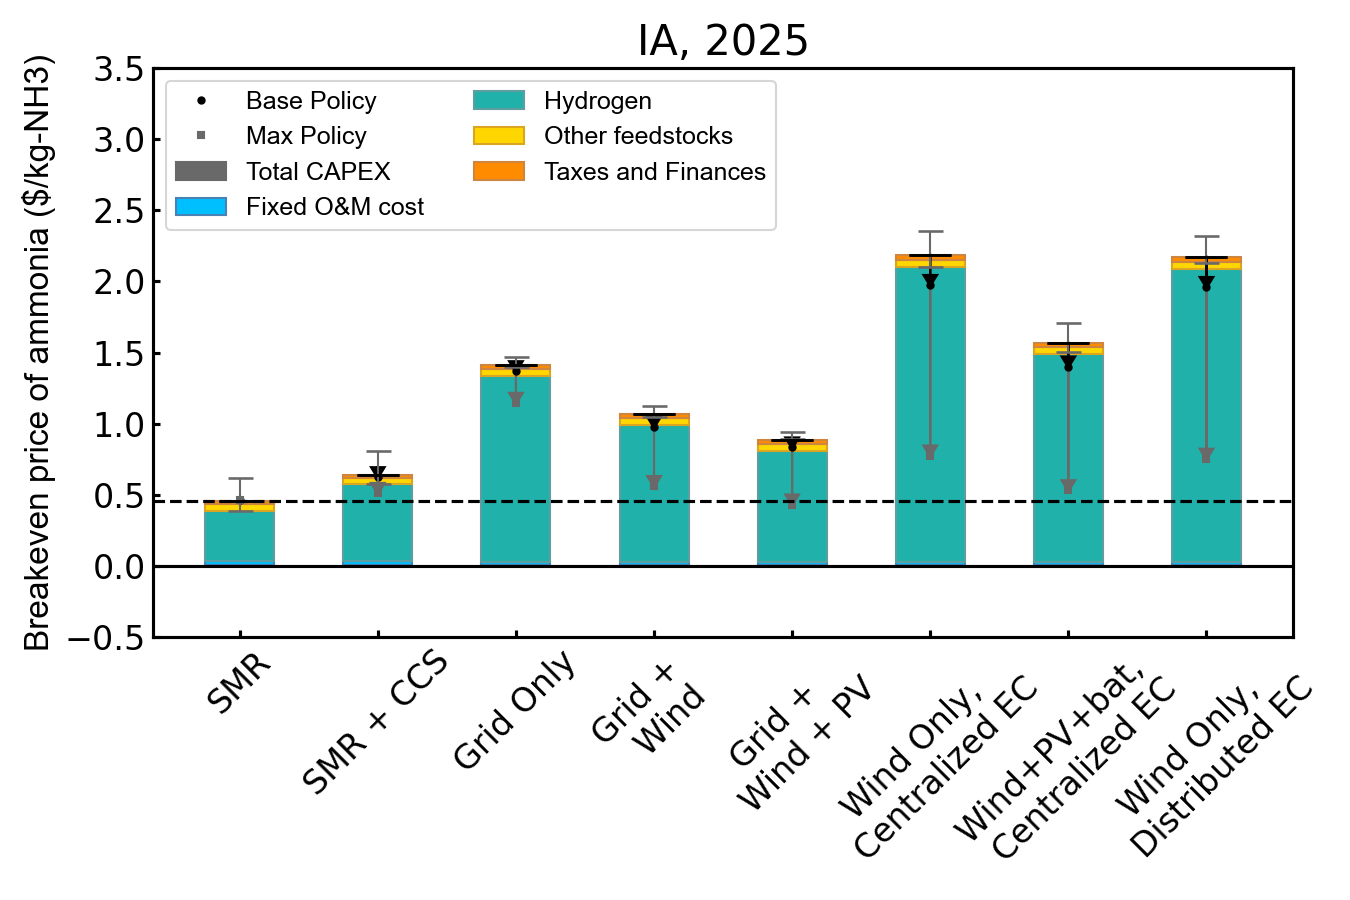 IA, 2025
Breakeven price of ammonia ($/kg-NH3)
3.5
3.0
2.5
2.0
1.5
1.0
0.5
0.0
−0.5
Base Policy
Max Policy
Total CAPEX
Fixed O&M cost
Hydrogen
Other feedstocks
Taxes and Finances
SMR
SMR + CCS
Grid Only
Grid +
Wind
Grid +
Wind + PV
Wind Only,
Centralized EC
Wind+PV+bat,
Centralized EC
Wind Only,
Distributed EC